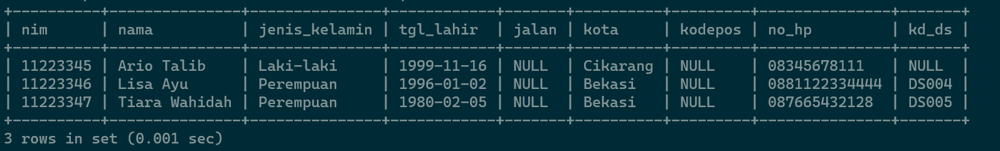 +----------+--------------+---------------+------------+-------+----------+---------+---------------+-------+
| nim      | nama         | jenis_kelamin | tgl_lahir  | jalan | kota     | kodepos | no_hp         | kd_ds |
+----------+--------------+---------------+------------+-------+----------+---------+---------------+-------+
| 11223345 | Ario Talib   | Laki-laki     | 1999-11-16 | NULL  | Cikarang | NULL    | 08345678111   | NULL  |
| 11223346 | Lisa Ayu     | Perempuan     | 1996-01-02 | NULL  | Bekasi   | NULL    | 0881122334444 | DS004 |
| 11223347 | Tiara Wahidah | Perempuan     | 1980-02-05 | NULL  | Bekasi   | NULL    | 087665432128  | DS005 |
+----------+--------------+---------------+------------+-------+----------+---------+---------------+-------+
3 rows in set (0.001 sec)